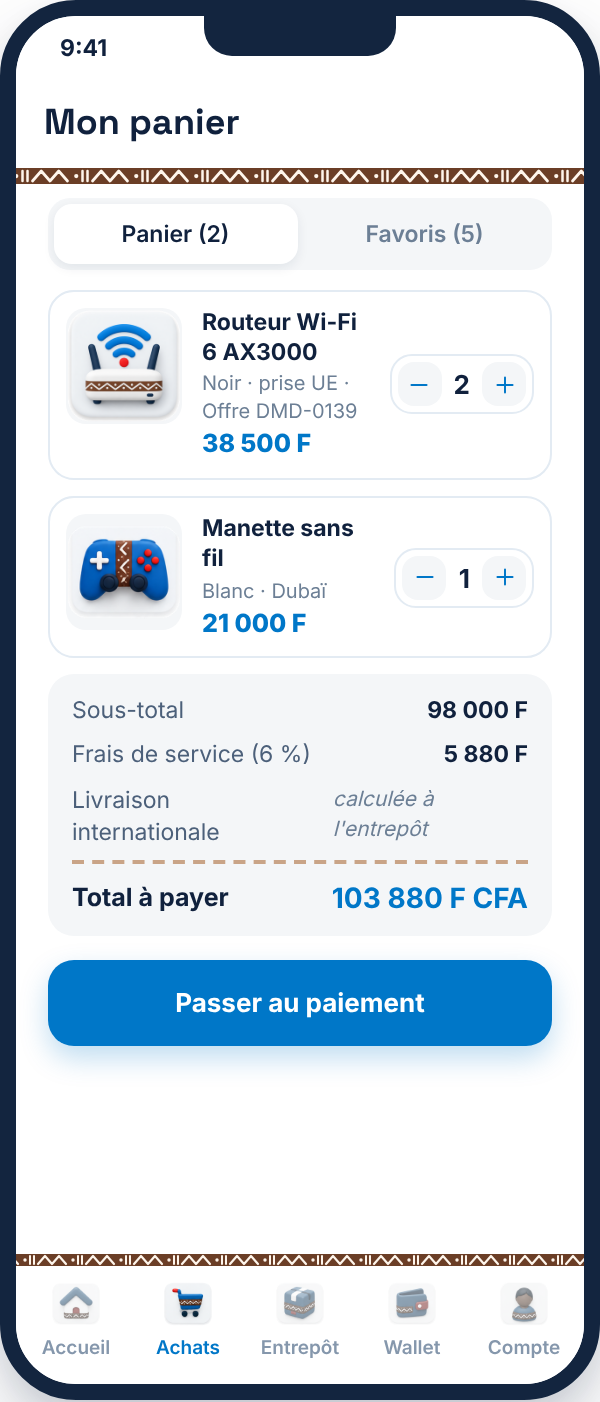 9:41
Mon panier
Panier (2)
Favoris (5)
Routeur Wi-Fi
6 AX3000
Noir · prise UE ·
Offre DMD-0139
38 500 F
2
Manette sans
fil
Blanc · Dubaï
21 000 F
1
Sous-total 98 000 F
Frais de service (6 %) 5 880 F
Livraison
internationale
calculée à
l'entrepôt
Total à payer 103 880 F CFA
Passer au paiement
Accueil Achats Entrepôt Wallet Compte